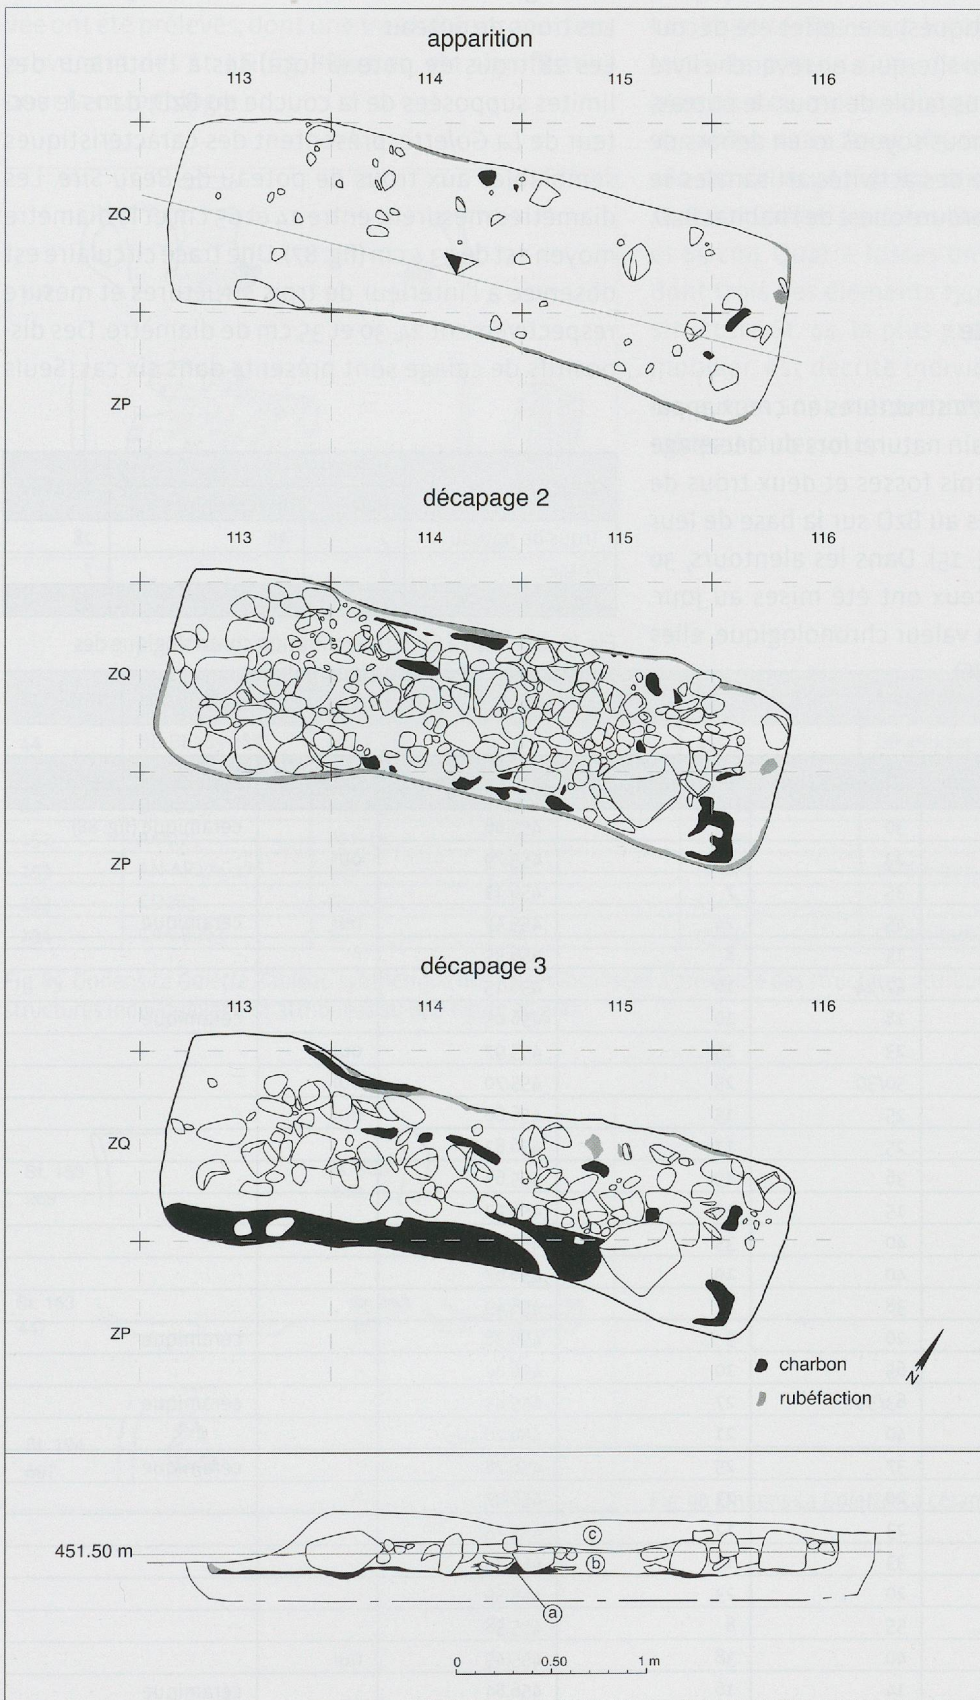 apparition
113 114 115 116
ZQ
ZP
décapage 2
113 114 115 116
ZQ
ZP
décapage 3
113 114 115 116
ZQ
ZP
charbon
N
rubéfaction
c
451.50 m
b
a
0 0.50 1 m